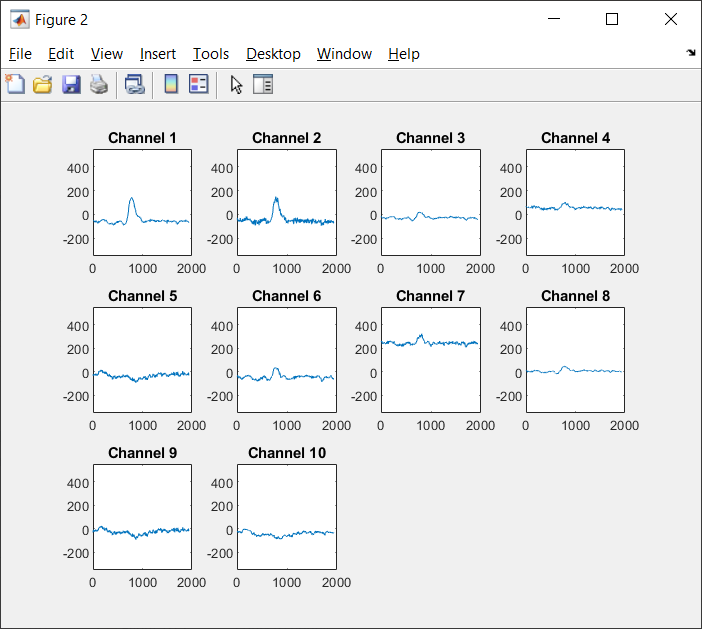 Figure 2
File Edit View Insert Tools Desktop Window Help
Channel 1 Channel 2 Channel 3 Channel 4
400 400 400 400
200 200 200 200
0 0 0 0
-200 -200 -200 -200
0 1000 2000 0 1000 2000 0 1000 2000 0 1000 2000
Channel 5 Channel 6 Channel 7 Channel 8
400 400 400 400
200 200 200 200
0 0 0 0
-200 -200 -200 -200
0 1000 2000 0 1000 2000 0 1000 2000 0 1000 2000
Channel 9 Channel 10
400 400
200 200
0 0
-200 -200
0 1000 2000 0 1000 2000